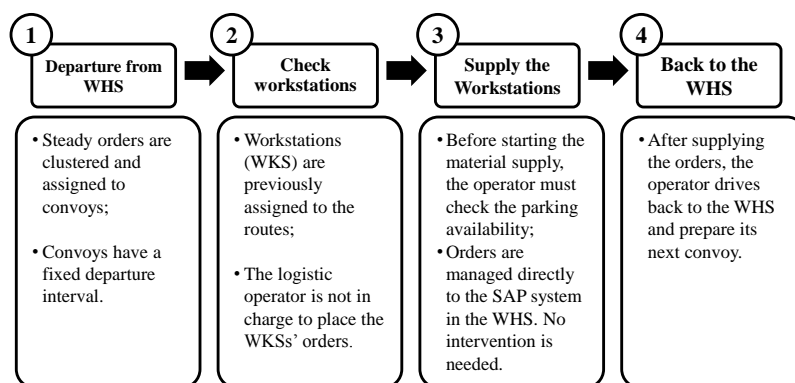 1
Departure from
WHS
• Steady orders are
clustered and
assigned to
convoys;
• Convoys have a
fixed departure
interval.
2
Check
workstations
• Workstations
(WKS) are
previously
assigned to the
routes;
• The logistic
operator is not in
charge to place the
WKSs’ orders.
3
Supply the
Workstations
• Before starting the
material supply,
the operator must
check the parking
availability;
• Orders are
managed directly
to the SAP system
in the WHS. No
intervention is
needed.
4
Back to the
WHS
• After supplying
the orders, the
operator drives
back to the WHS
and prepare its
next convoy.